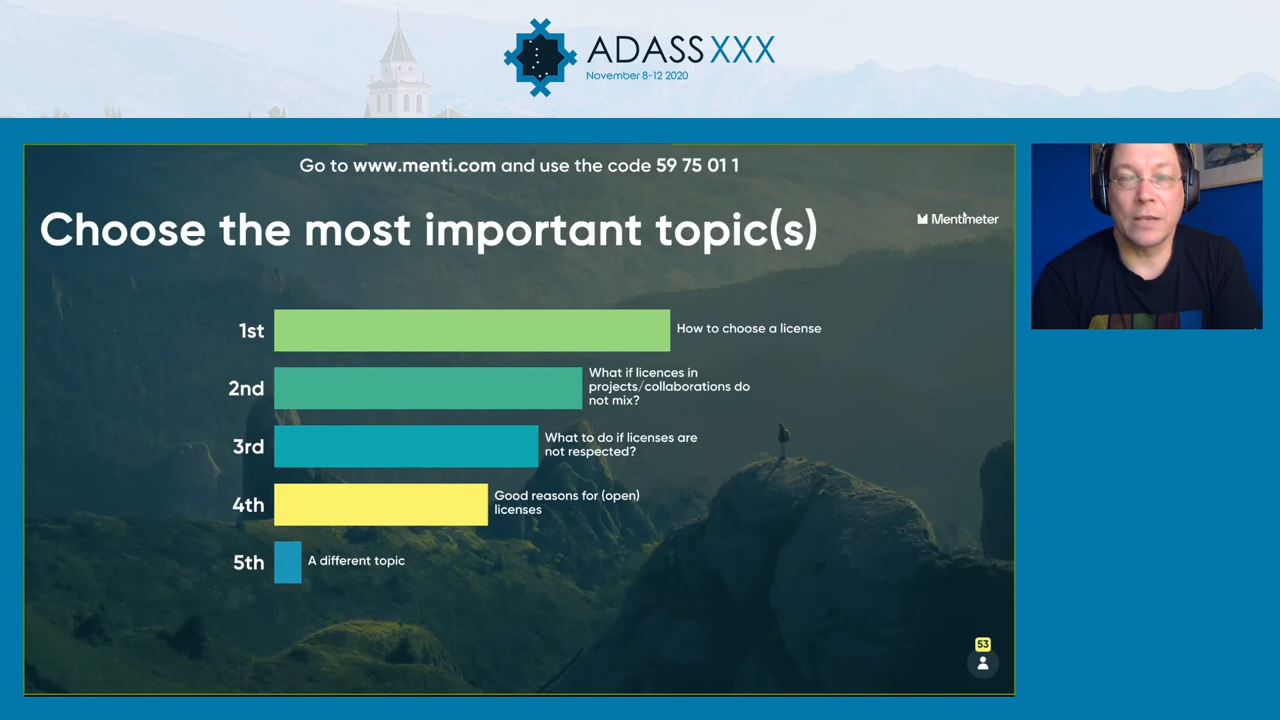 ADASS XXX
November 8-12 2020
Go to www.menti.com and use the code 59 75 01 1
Choose the most important topic(s)
Mentimeter
1st
How to choose a license
2nd
What if licences in
projects/collaborations do
not mix?
3rd
What to do if licenses are
not respected?
4th
Good reasons for (open)
licenses
5th
A different topic
53